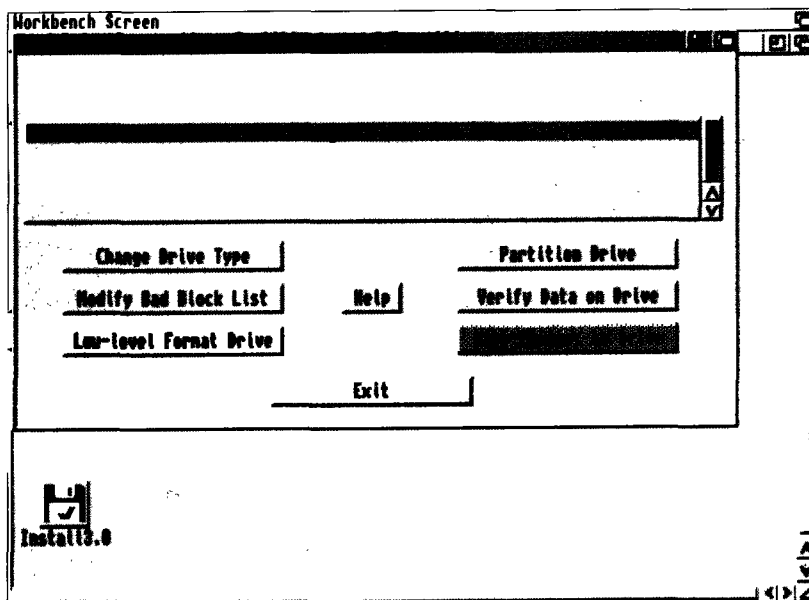 Workbench Screen
Change Drive Type
Partition Drive
Modify Bad Block List
Help
Verify Data on Drive
Low-level Format Drive
Exit
Install3.0